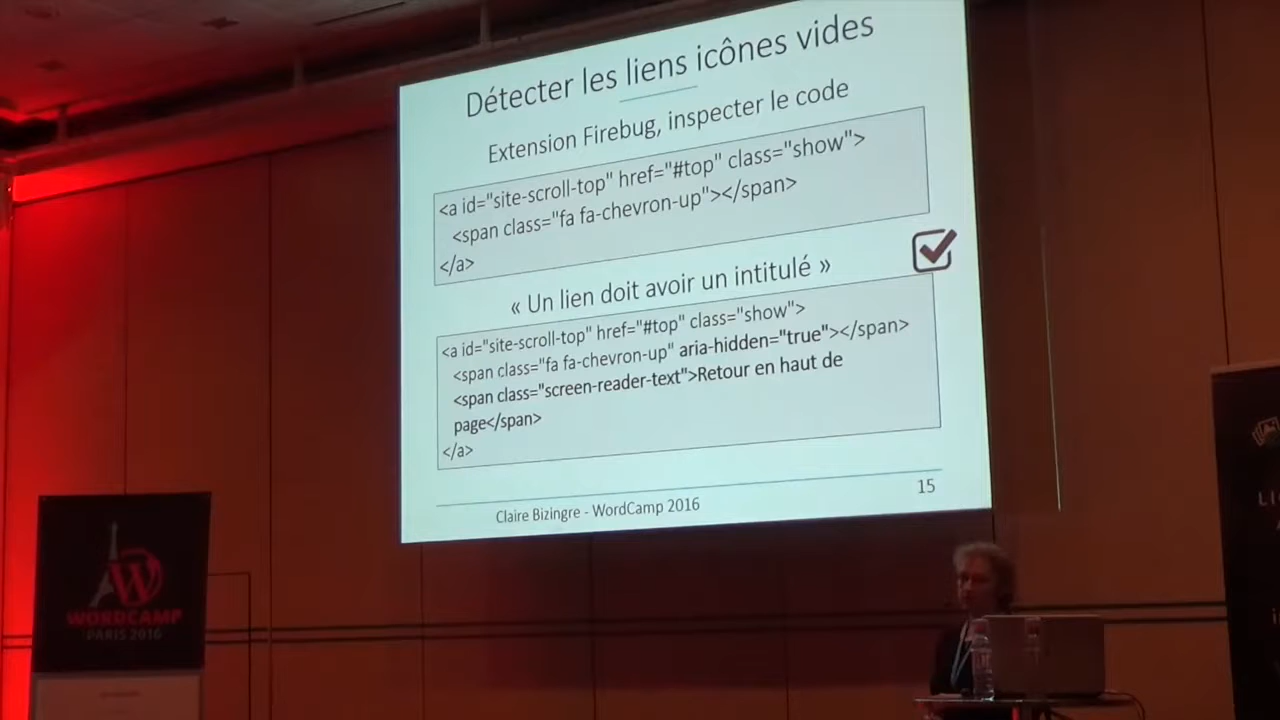 Détecter les liens icônes vides
Extension Firebug, inspecter le code
<a id="site-scroll-top" href="#top" class="show">
<span class="fa fa-chevron-up"></span>
</a>
« Un lien doit avoir un intitulé »
<a id="site-scroll-top" href="#top" class="show">
<span class="fa fa-chevron-up" aria-hidden="true"></span>
<span class="screen-reader-text">Retour en haut de
page</span>
</a>
Claire Bizingre - WordCamp 2016
15
WORDCAMP
PARIS 2016